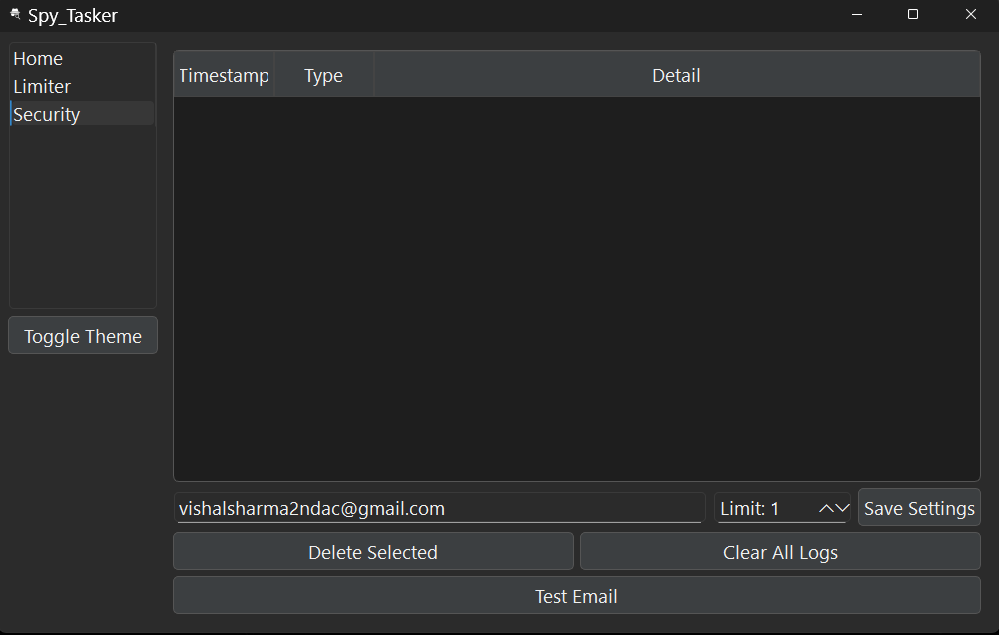 Spy_Tasker
Home
Limiter
Security
Toggle Theme
Timestamp Type Detail
vishalsharma2ndac@gmail.com Limit: 1 Save Settings
Delete Selected Clear All Logs
Test Email